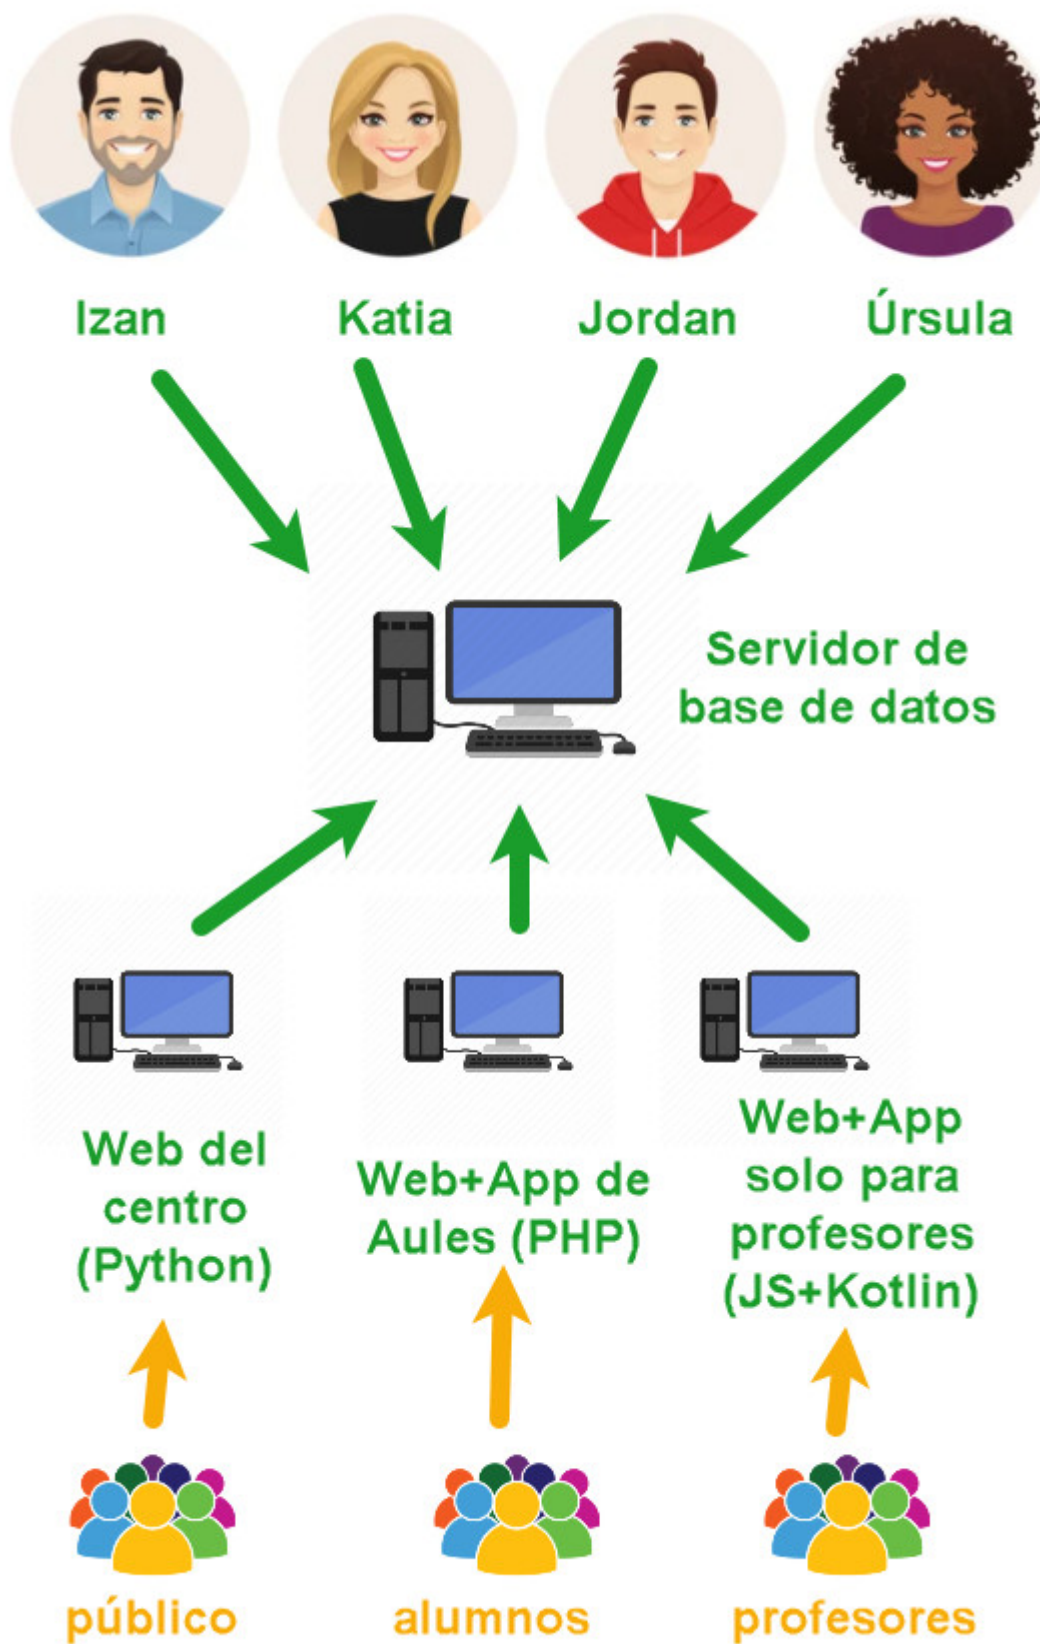 Izan
Katia
Jordan
Úrsula
Servidor de
base de datos
Web del
centro
(Python)
Web+App de
Aules (PHP)
Web+App
solo para
profesores
(JS+Kotlin)
público
alumnos
profesores